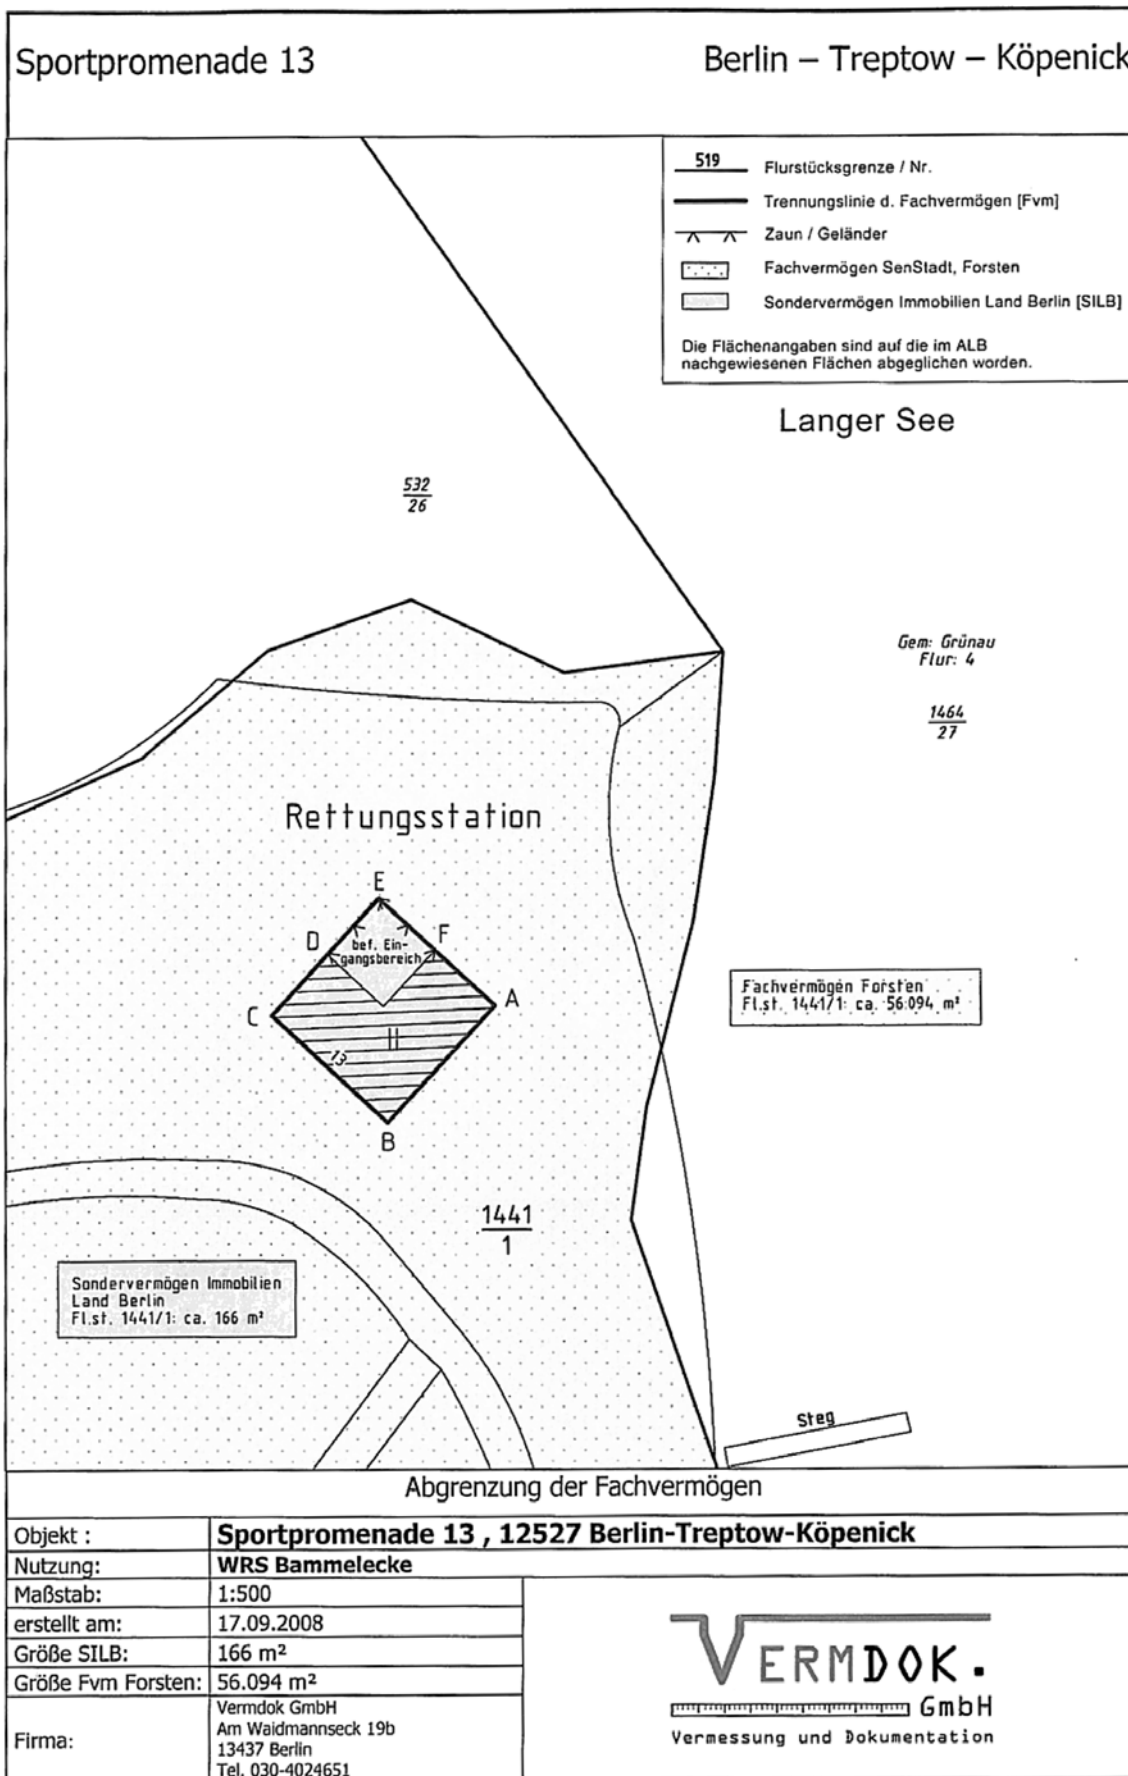 Sportpromenade 13
Berlin – Treptow – Köpenick
519
Flurstücksgrenze / Nr.
Trennungslinie d. Fachvermögen [Fvm]
Zaun / Geländer
Fachvermögen SenStadt, Forsten
Sondervermögen Immobilien Land Berlin [SILB]
Die Flächenangaben sind auf die im ALB
nachgewiesenen Flächen abgeglichen worden.
Langer See
532
26
Gem: Grünau
Flur: 4
1464
27
Rettungsstation
E
D
F
bef. Ein-
gangsbereich
C
A
II
13
B
Fachvermögen Forsten
Fl.st. 1441/1: ca. 56.094 m²
1441
1
Sondervermögen Immobilien
Land Berlin
Fl.st. 1441/1: ca. 166 m²
Steg
Abgrenzung der Fachvermögen
Objekt :
Sportpromenade 13 , 12527 Berlin-Treptow-Köpenick
Nutzung:
WRS Bammelecke
Maßstab:
1:500
erstellt am:
17.09.2008
Größe SILB:
166 m²
Größe Fvm Forsten:
56.094 m²
Firma:
Vermdok GmbH
Am Waidmannseck 19b
13437 Berlin
Tel. 030-4024651
VERMDOK.
GmbH
Vermessung und Dokumentation